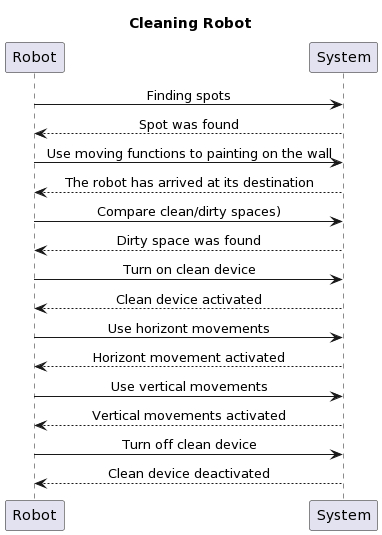 Cleaning Robot
Robot System
Finding spots
Spot was found
Use moving functions to painting on the wall
The robot has arrived at its destination
Compare clean/dirty spaces)
Dirty space was found
Turn on clean device
Clean device activated
Use horizont movements
Horizont movement activated
Use vertical movements
Vertical movements activated
Turn off clean device
Clean device deactivated
Robot System